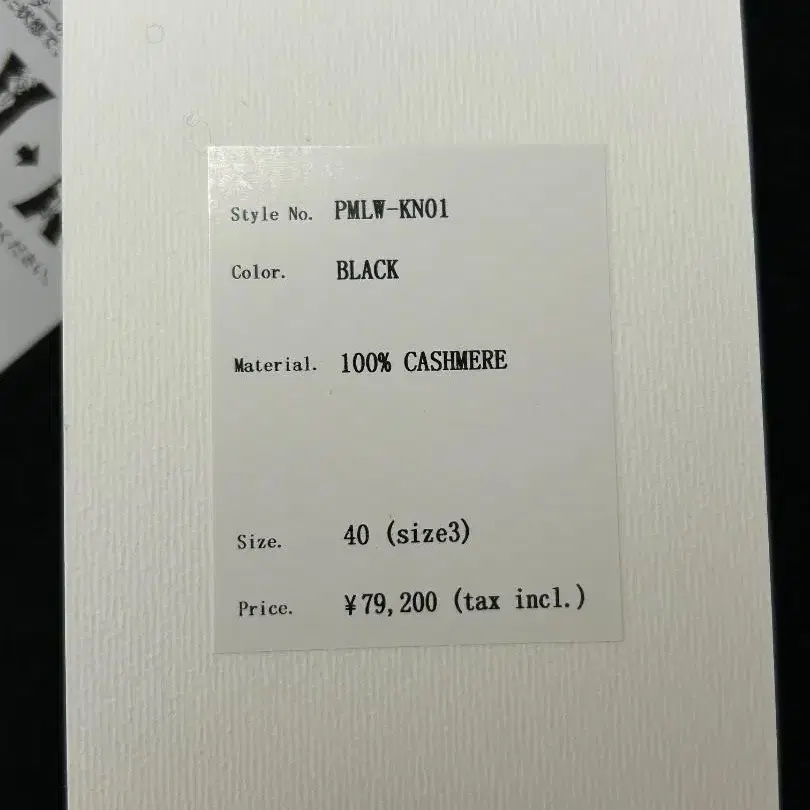 Style No. PMLW-KN01
Color. BLACK
Material. 100% CASHMERE
Size. 40 (size3)
Price. ¥79,200 (tax incl.)